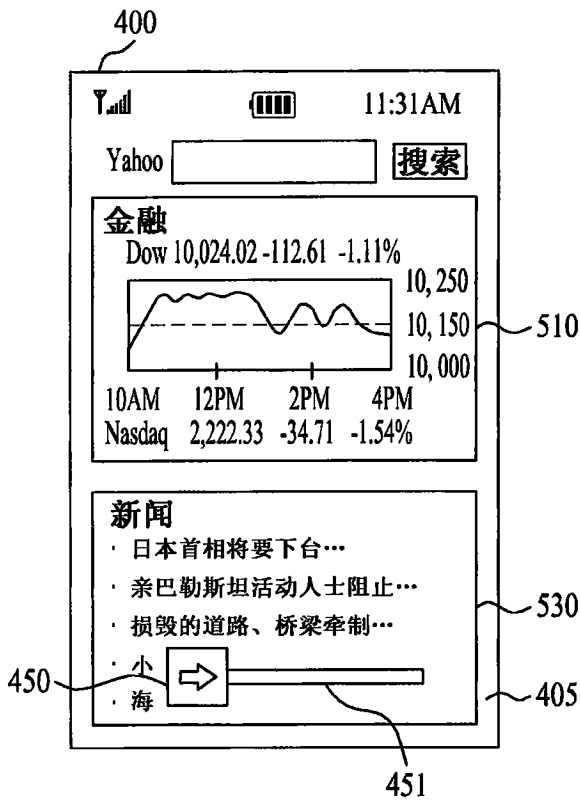 400
11:31AM
Yahoo 搜索
金融
Dow 10,024.02 -112.61 -1.11%
10,250
10,150
510
10,000
10AM 12PM 2PM 4PM
Nasdaq 2,222.33 -34.71 -1.54%
新闻
· 日本首相将要下台…
· 亲巴勒斯坦活动人士阻止…
530
· 损毁的道路、桥梁牵制…
· 小
450
405
· 海
451